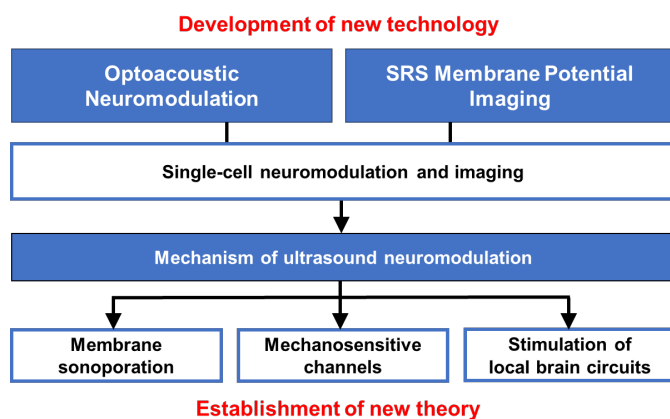 Development of new technology
Optoacoustic
Neuromodulation
SRS Membrane Potential
Imaging
Single-cell neuromodulation and imaging
Mechanism of ultrasound neuromodulation
Membrane
sonoporation
Mechanosensitive
channels
Stimulation of
local brain circuits
Establishment of new theory